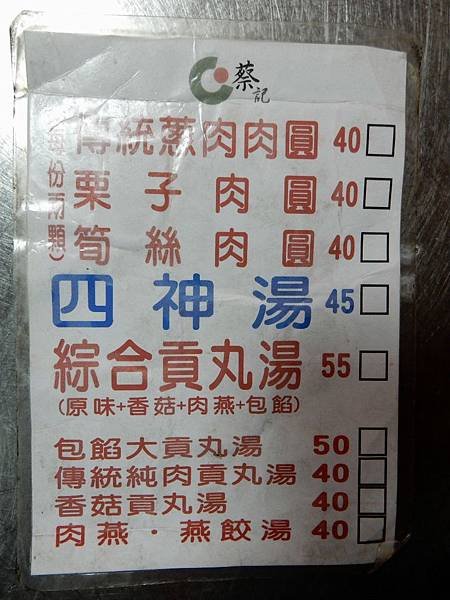 蔡記
(每份兩顆)
傳統蔥肉肉圓 40
栗子肉圓 40
筍絲肉圓 40
四神湯 45
綜合貢丸湯 55
(原味+香菇+肉燕+包餡)
包餡大貢丸湯 50
傳統純肉貢丸湯 40
香菇貢丸湯 40
肉燕・燕餃湯 40